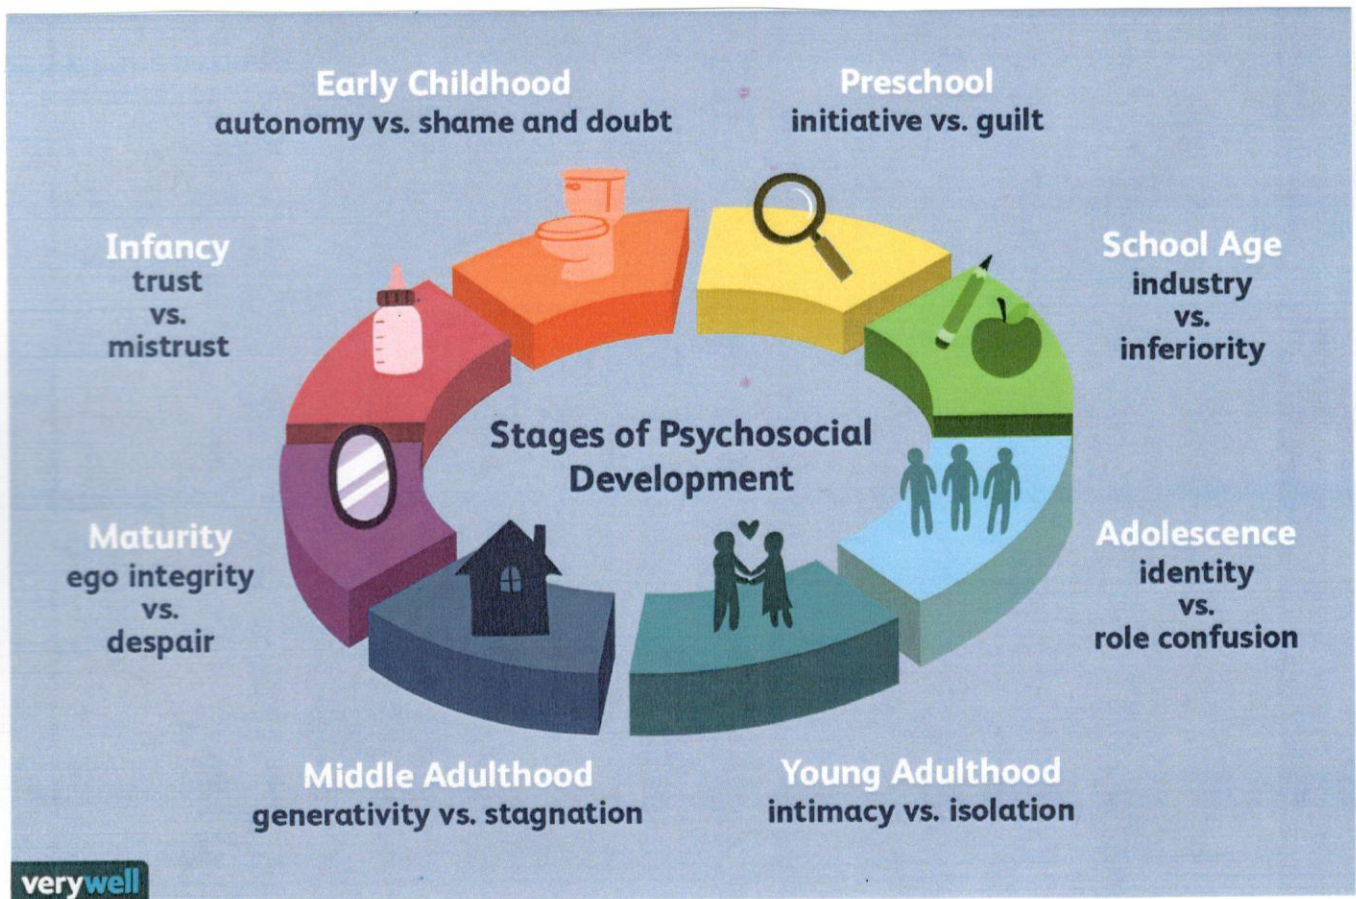 Early Childhood
autonomy vs. shame and doubt
Preschool
initiative vs. guilt
Infancy
trust
vs.
mistrust
School Age
industry
vs.
inferiority
Stages of Psychosocial
Development
Maturity
ego integrity
vs.
despair
Adolescence
identity
vs.
role confusion
Middle Adulthood
generativity vs. stagnation
Young Adulthood
intimacy vs. isolation
verywell